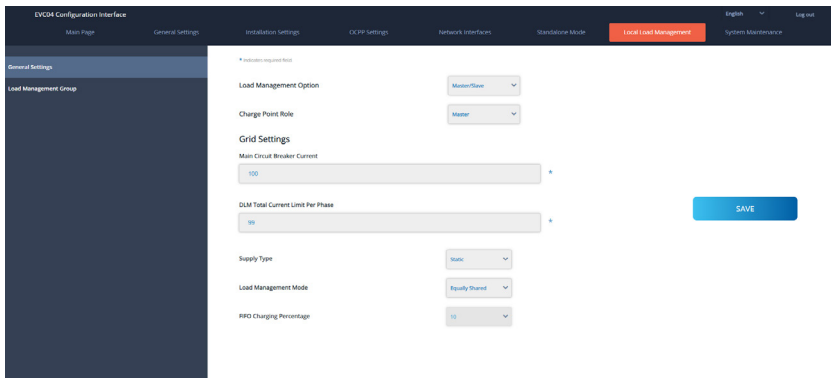 EVC04 Configuration Interface
English
Log out
Main Page
General Settings
Installation Settings
OCPP Settings
Network Interfaces
Standalone Mode
Local Load Management
System Maintenance
General Settings
Load Management Group
* indicates required field.
Load Management Option
Master/Slave
Charge Point Role
Master
Grid Settings
Main Circuit Breaker Current
100
*
DLM Total Current Limit Per Phase
99
*
SAVE
Supply Type
Static
Load Management Mode
Equally Shared
FIFO Charging Percentage
10